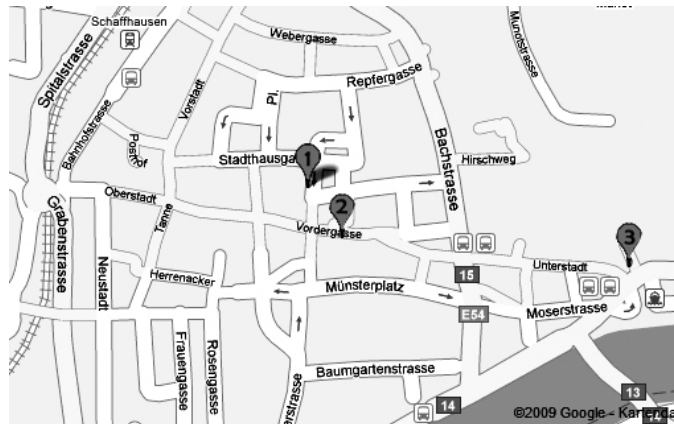 Munotstrasse
Schaffhausen
Webergasse
Spitalstrasse
Repfergasse
Bahnhofstrasse
Vorstadt
Pl.
Bachstrasse
Posthof
Stadthausga
1
Hirschweg
Oberstadt
Tanne
2
Vordergasse
3
Grabenstrasse
Neustadt
Herrenacker
15
Unterstadt
Münsterplatz
E54
Moserstrasse
Frauengasse
Rosengasse
Baumgartenstrasse
erstrasse
14
13
©2009 Google - Kartenda